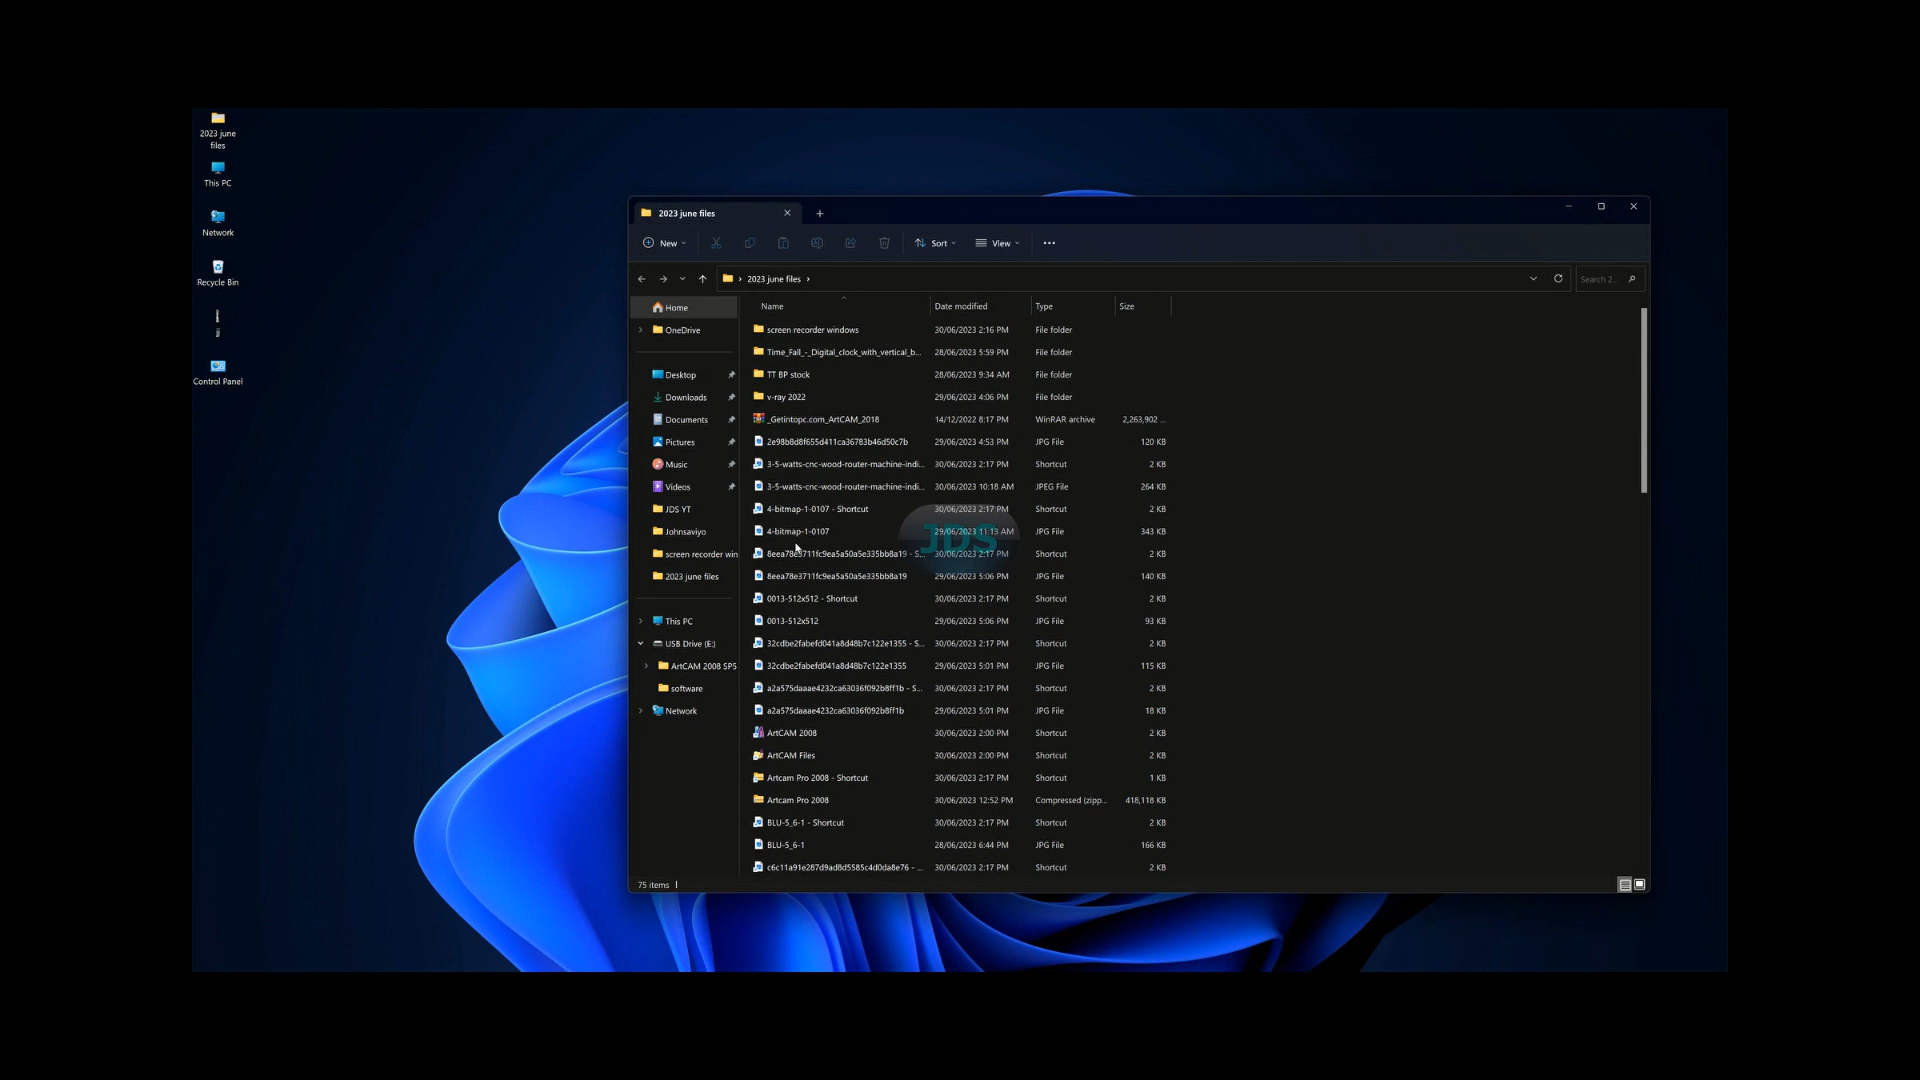 2023 june
files
This PC
Network
Recycle Bin
jj
Control Panel
2023 june files
New
Sort
View
2023 june files
Search 2...
Home
OneDrive
Desktop
Downloads
Documents
Pictures
Music
Videos
JDS YT
Johnsaviyo
screen recorder win
2023 june files
This PC
USB Drive (E:)
ArtCAM 2008 SP5
software
Network
Name Date modified Type Size
screen recorder windows 30/06/2023 2:16 PM File folder
Time_Fall_-_Digital_clock_with_vertical_b... 28/06/2023 5:59 PM File folder
TT BP stock 28/06/2023 9:34 AM File folder
v-ray 2022 29/06/2023 4:06 PM File folder
_Getintopc.com_ArtCAM_2018 14/12/2022 8:17 PM WinRAR archive 2,263,902 ...
2e98b8d8f655d411ca36783b46d50c7b 29/06/2023 4:53 PM JPG File 120 KB
3-5-watts-cnc-wood-router-machine-indi... 30/06/2023 2:17 PM Shortcut 2 KB
3-5-watts-cnc-wood-router-machine-indi... 30/06/2023 10:18 AM JPEG File 264 KB
4-bitmap-1-0107 - Shortcut 30/06/2023 2:17 PM Shortcut 2 KB
4-bitmap-1-0107 29/06/2023 11:13 AM JPG File 343 KB
8eea78e3711fc9ea5a50a5e335bb8a19 - S... 30/06/2023 2:17 PM Shortcut 2 KB
8eea78e3711fc9ea5a50a5e335bb8a19 29/06/2023 5:06 PM JPG File 140 KB
0013-512x512 - Shortcut 30/06/2023 2:17 PM Shortcut 2 KB
0013-512x512 29/06/2023 5:06 PM JPG File 93 KB
32cdbe2fabefd041a8d48b7c122e1355 - S... 30/06/2023 2:17 PM Shortcut 2 KB
32cdbe2fabefd041a8d48b7c122e1355 29/06/2023 5:01 PM JPG File 115 KB
a2a575daaae4232ca63036f092b8ff1b - S... 30/06/2023 2:17 PM Shortcut 2 KB
a2a575daaae4232ca63036f092b8ff1b 29/06/2023 5:01 PM JPG File 18 KB
ArtCAM 2008 30/06/2023 2:00 PM Shortcut 2 KB
ArtCAM Files 30/06/2023 2:00 PM Shortcut 2 KB
Artcam Pro 2008 - Shortcut 30/06/2023 2:17 PM Shortcut 1 KB
Artcam Pro 2008 30/06/2023 12:52 PM Compressed (zipp... 418,118 KB
BLU-5_6-1 - Shortcut 30/06/2023 2:17 PM Shortcut 2 KB
BLU-5_6-1 28/06/2023 6:44 PM JPG File 166 KB
c6c11a91e287d9ad8d5585c4d0da8e76 - ... 30/06/2023 2:17 PM Shortcut 2 KB
JDS
75 items